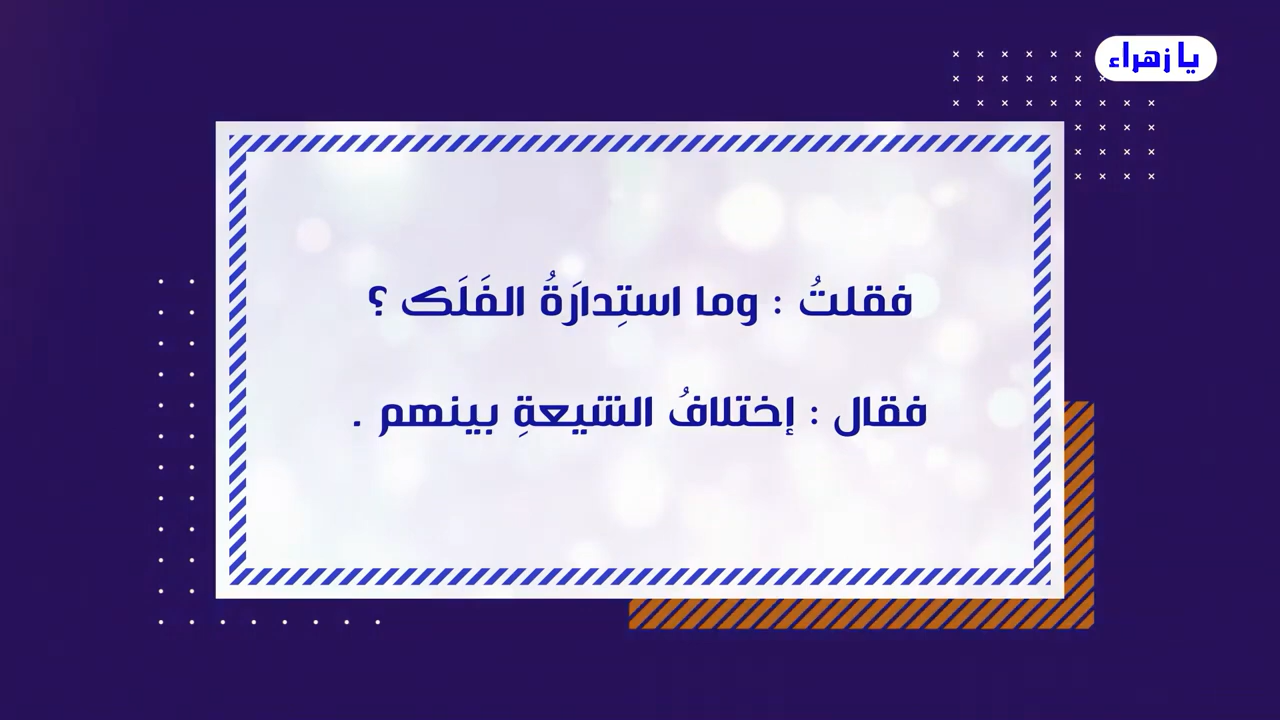 يا زهراء
فقلتُ : وما استِدارَةُ الفَلَک ؟
فقال : إختلافُ الشيعةِ بينهم .